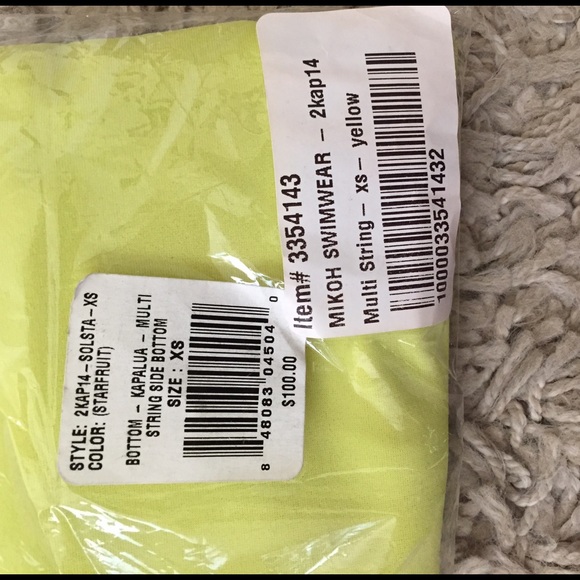 Item# 3354143
MIKOH SWIMWEAR - 2kap14
Multi String - xs - yellow
1000033541432
STYLE: 2KAP14-SOLSTA-XS
COLOR: (STARFRUIT)
BOTTOM - KAPALUA - MULTI
STRING SIDE BOTTOM
SIZE : XS
8 48083 04504 0
$100.00